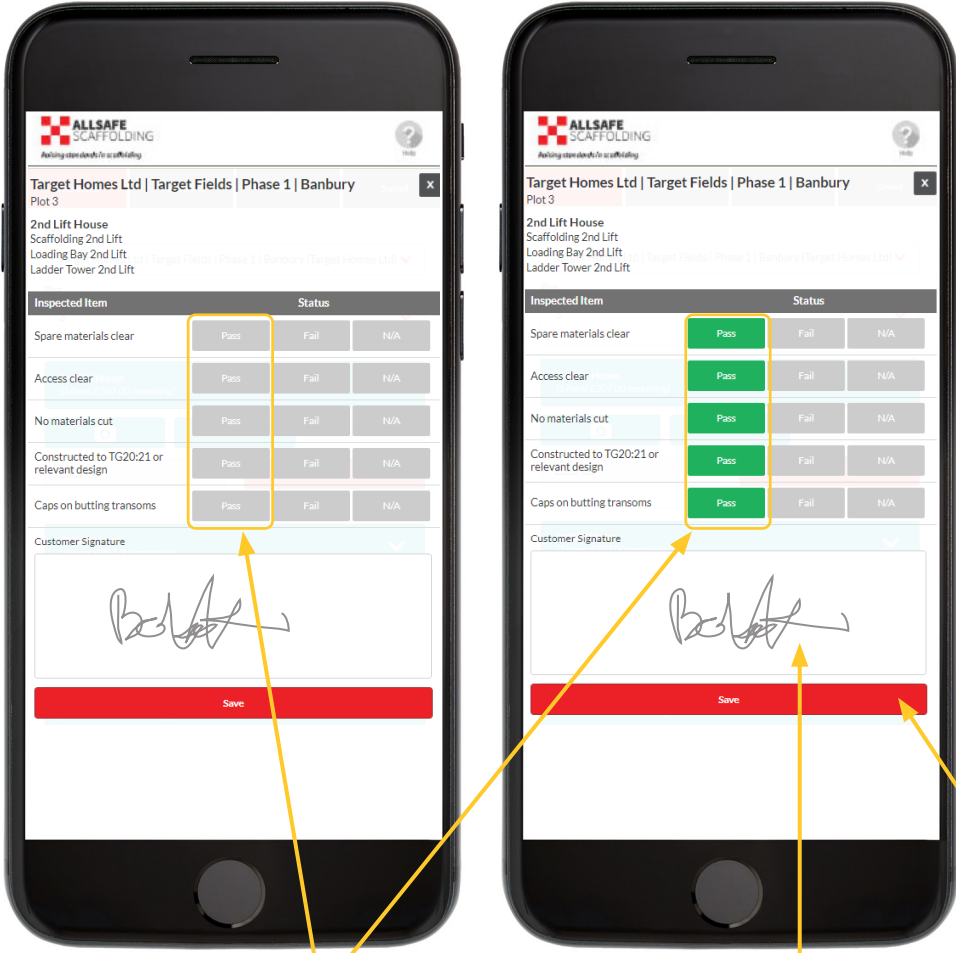 ALLSAFE
SCAFFOLDING
Raising standards in scaffolding
Help
Target Homes Ltd | Target Fields | Phase 1 | Banbury
x
Plot 3
2nd Lift House
Scaffolding 2nd Lift
Loading Bay 2nd Lift
Ladder Tower 2nd Lift
Inspected Item Status
Spare materials clear Pass Fail N/A
Access clear Pass Fail N/A
No materials cut Pass Fail N/A
Constructed to TG20:21 or
relevant design Pass Fail N/A
Caps on butting transoms Pass Fail N/A
Customer Signature
Save
ALLSAFE
SCAFFOLDING
Raising standards in scaffolding
Help
Target Homes Ltd | Target Fields | Phase 1 | Banbury
x
Plot 3
2nd Lift House
Scaffolding 2nd Lift
Loading Bay 2nd Lift
Ladder Tower 2nd Lift
Inspected Item Status
Spare materials clear Pass Fail N/A
Access clear Pass Fail N/A
No materials cut Pass Fail N/A
Constructed to TG20:21 or
relevant design Pass Fail N/A
Caps on butting transoms Pass Fail N/A
Customer Signature
Save